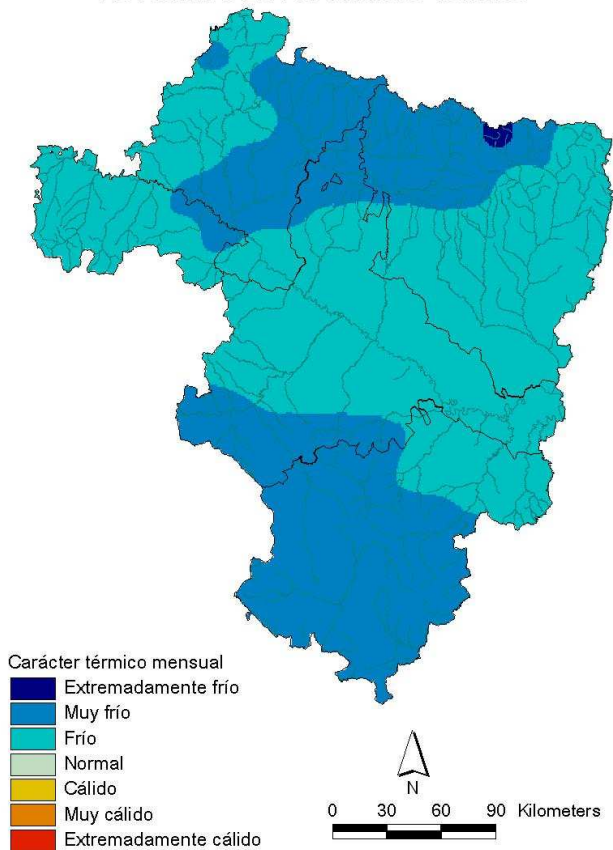 Carácter térmico mensual
Extremadamente frío
Muy frío
Frío
Normal
Cálido
Muy cálido
Extremadamente cálido
N
0 30 60 90 Kilometers